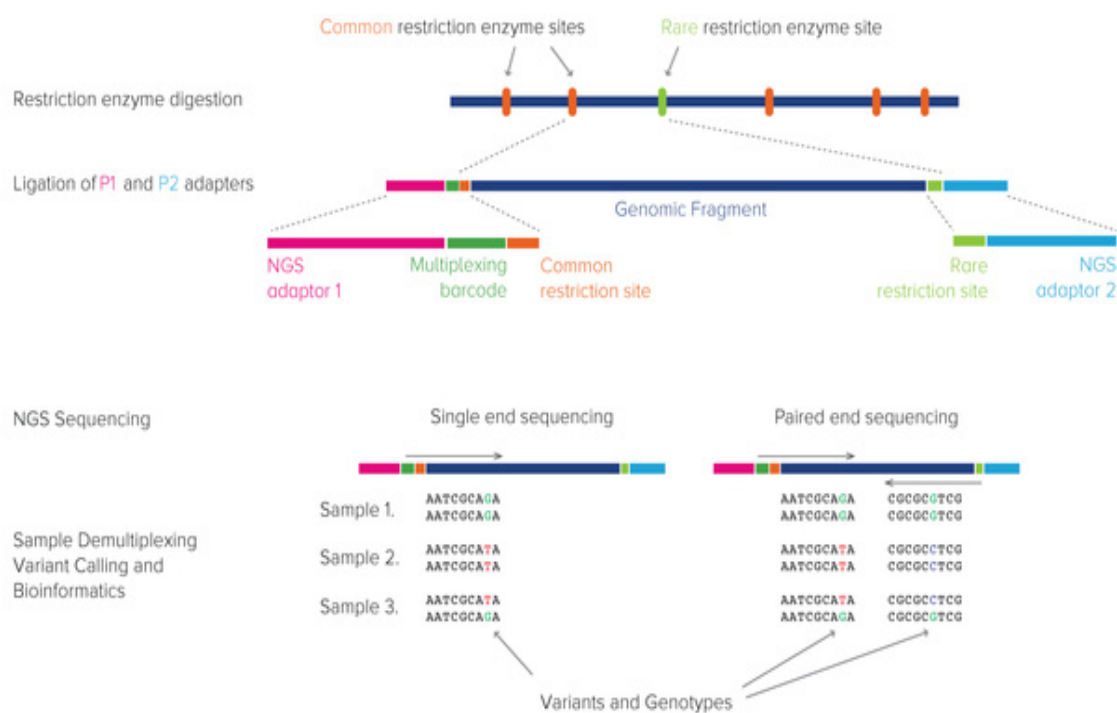 Common restriction enzyme sites
Rare restriction enzyme site
Restriction enzyme digestion
Ligation of P1 and P2 adapters
Genomic Fragment
NGS
adaptor 1
Multiplexing
barcode
Common
restriction site
Rare
restriction site
NGS
adaptor 2
NGS Sequencing
Single end sequencing
Paired end sequencing
Sample Demultiplexing
Variant Calling and
Bioinformatics
Sample 1.
AATCGCAGA
AATCGCAGA
AATCGCAGA CGCGCGTCG
AATCGCAGA CGCGCGTCG
Sample 2.
AATCGCATA
AATCGCATA
AATCGCATA CGCGCCTCG
AATCGCATA CGCGCCTCG
Sample 3.
AATCGCATA
AATCGCAGA
AATCGCATA CGCGCCTCG
AATCGCAGA CGCGCGTCG
Variants and Genotypes